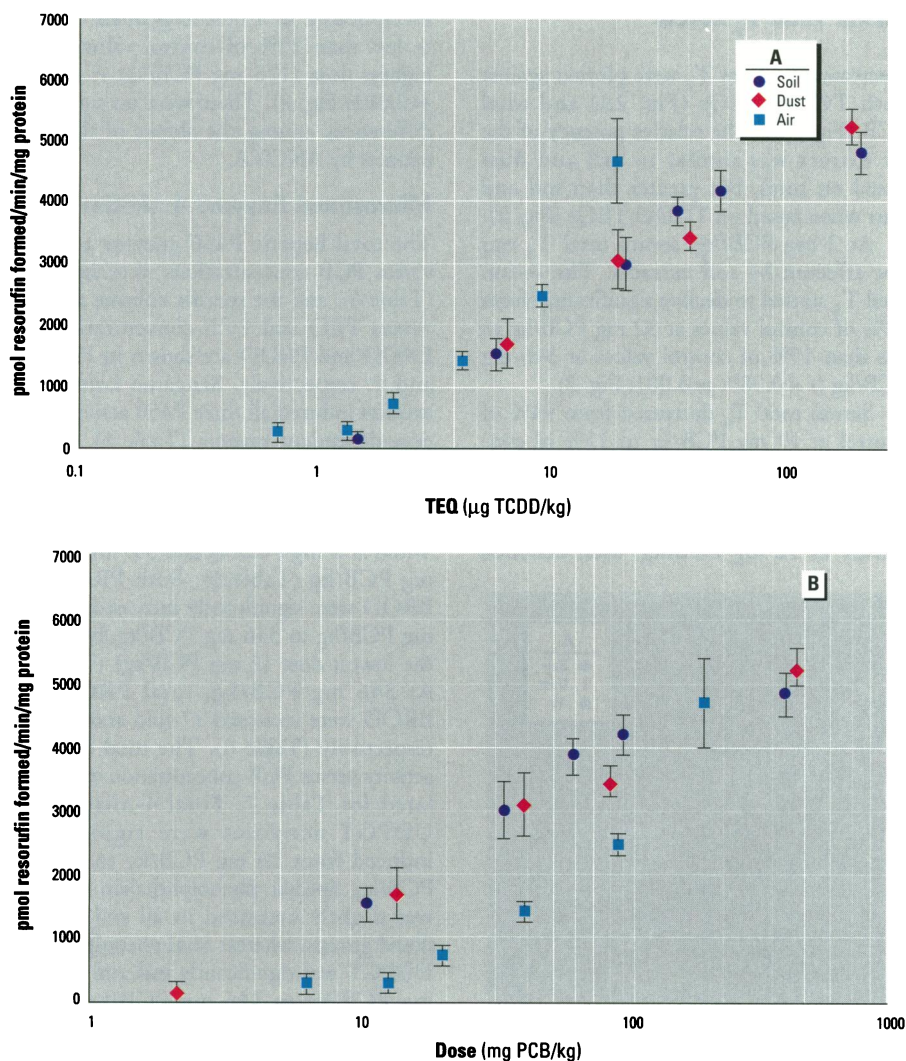 7000
6000
5000
4000
3000
2000
1000
0
pmol resorufin formed/min/mg protein
A
Soil
Dust
Air
0.1 1 10 100
TEQ (μg TCDD/kg)
7000
6000
5000
4000
3000
2000
1000
0
pmol resorufin formed/min/mg protein
B
1 10 100 1000
Dose (mg PCB/kg)